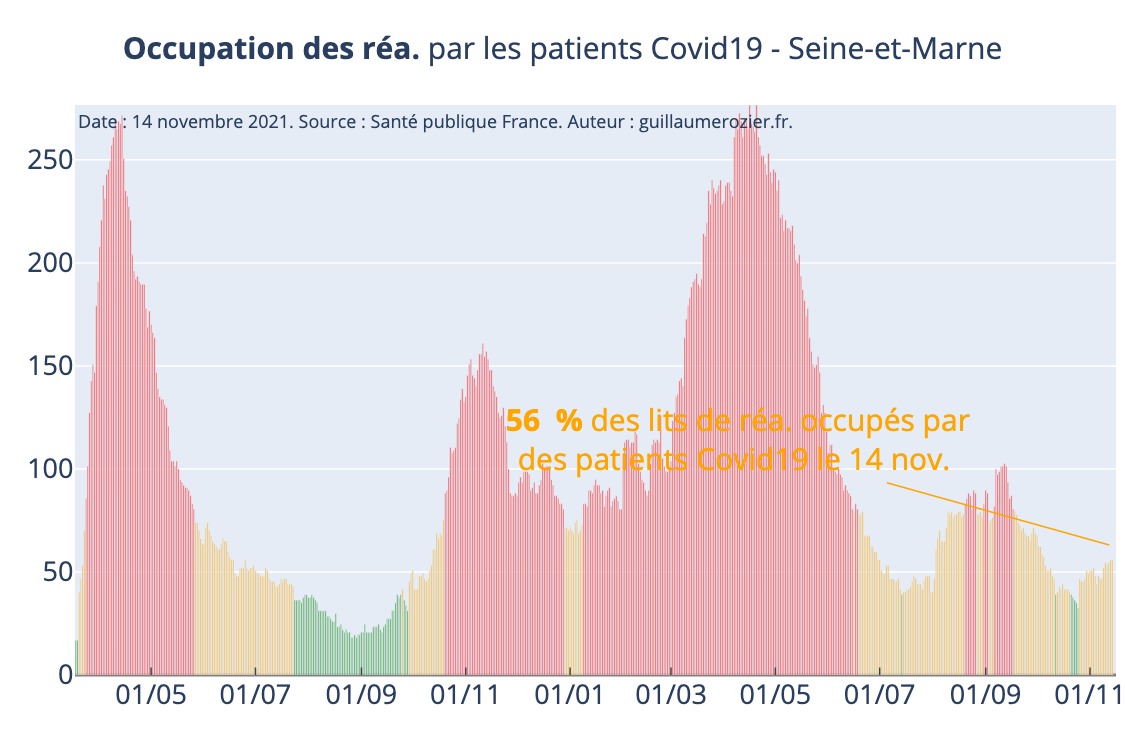 Occupation des réa. par les patients Covid19 - Seine-et-Marne
Date : 14 novembre 2021. Source : Santé publique France. Auteur : guillaumerozier.fr.
250
200
150
56 % des lits de réa. occupés par
des patients Covid19 le 14 nov.
100
50
0
01/05 01/07 01/09 01/11 01/01 01/03 01/05 01/07 01/09 01/11